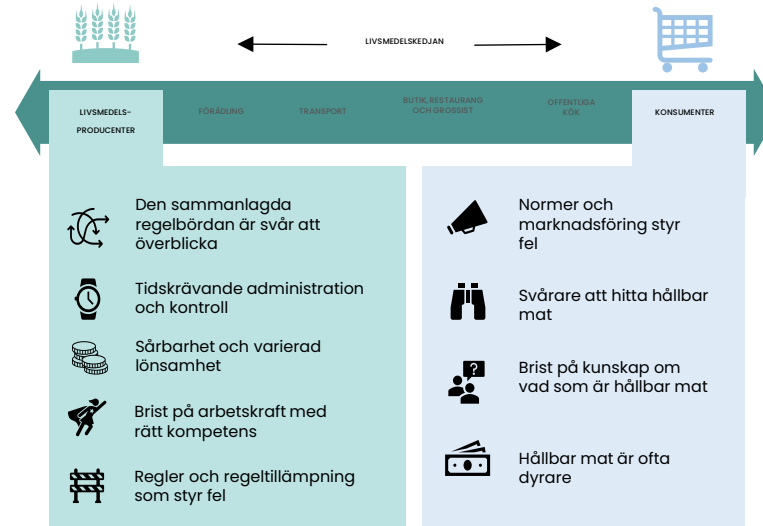 LIVSMEDELSKEDJAN
LIVSMEDELS-
PRODUCENTER
FÖRÄDLING
TRANSPORT
BUTIK, RESTAURANG
OCH GROSSIST
OFFENTLIGA
KÖK
KONSUMENTER
Den sammanlagda
regelbördan är svår att
överblicka
Tidskrävande administration
och kontroll
Sårbarhet och varierad
lönsamhet
Brist på arbetskraft med
rätt kompetens
Regler och regeltillämpning
som styr fel
Normer och
marknadsföring styr
fel
Svårare att hitta hållbar
mat
?
Brist på kunskap om
vad som är hållbar mat
Hållbar mat är ofta
dyrare